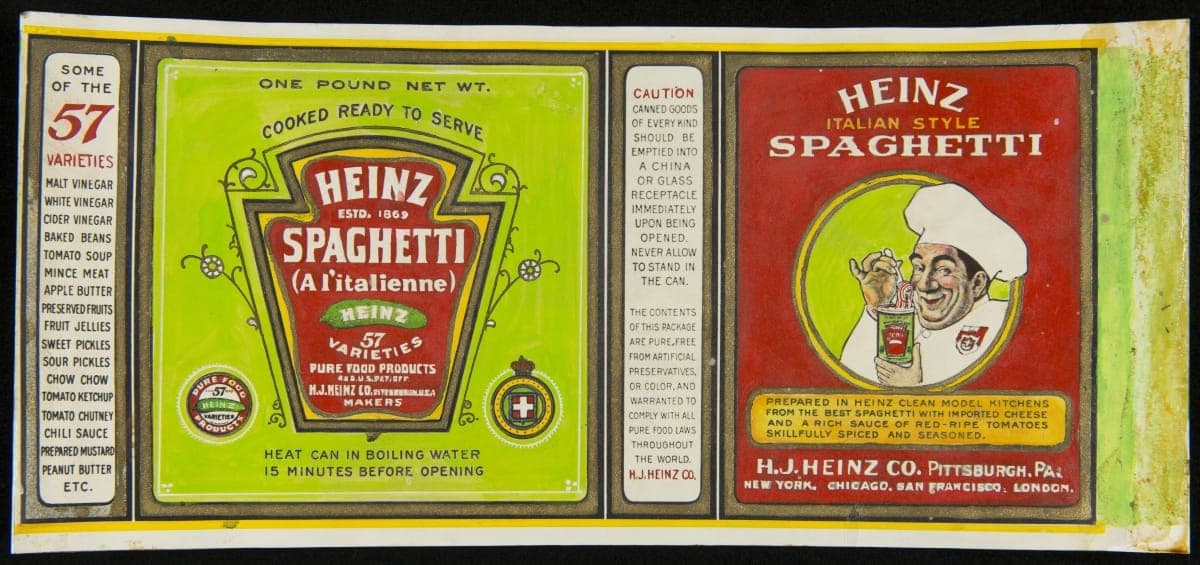 SOME
OF THE
57
VARIETIES
MALT VINEGAR
WHITE VINEGAR
CIDER VINEGAR
BAKED BEANS
TOMATO SOUP
MINCE MEAT
APPLE BUTTER
PRESERVED FRUITS
FRUIT JELLIES
SWEET PICKLES
SOUR PICKLES
CHOW CHOW
TOMATO KETCHUP
TOMATO CHUTNEY
CHILI SAUCE
PREPARED MUSTARD
PEANUT BUTTER
ETC.
ONE POUND NET WT.
COOKED READY TO SERVE
HEINZ
ESTD. 1869
SPAGHETTI
(A l'italienne)
HEINZ
57
VARIETIES
PURE FOOD PRODUCTS
REG U.S. PAT. OFF.
H.J. HEINZ CO. PITTSBURGH. U.S.A
MAKERS
PURE FOOD
57
HEINZ
VARIETIES
PRODUCTS
HEAT CAN IN BOILING WATER
15 MINUTES BEFORE OPENING
CAUTION
CANNED GOODS
OF EVERY KIND
SHOULD BE
EMPTIED INTO
A CHINA
OR GLASS
RECEPTACLE
IMMEDIATELY
UPON BEING
OPENED.
NEVER ALLOW
TO STAND IN
THE CAN.
THE CONTENTS
OF THIS PACKAGE
ARE PURE, FREE
FROM ARTIFICIAL
PRESERVATIVES,
OR COLOR, AND
WARRANTED TO
COMPLY WITH ALL
PURE FOOD LAWS
THROUGHOUT
THE WORLD.
H.J. HEINZ CO.
HEINZ
ITALIAN STYLE
SPAGHETTI
PREPARED IN HEINZ CLEAN MODEL KITCHENS
FROM THE BEST SPAGHETTI WITH IMPORTED CHEESE
AND A RICH SAUCE OF RED-RIPE TOMATOES
SKILLFULLY SPICED AND SEASONED.
H.J. HEINZ CO. PITTSBURGH, PA.
NEW YORK, CHICAGO, SAN FRANCISCO, LONDON.